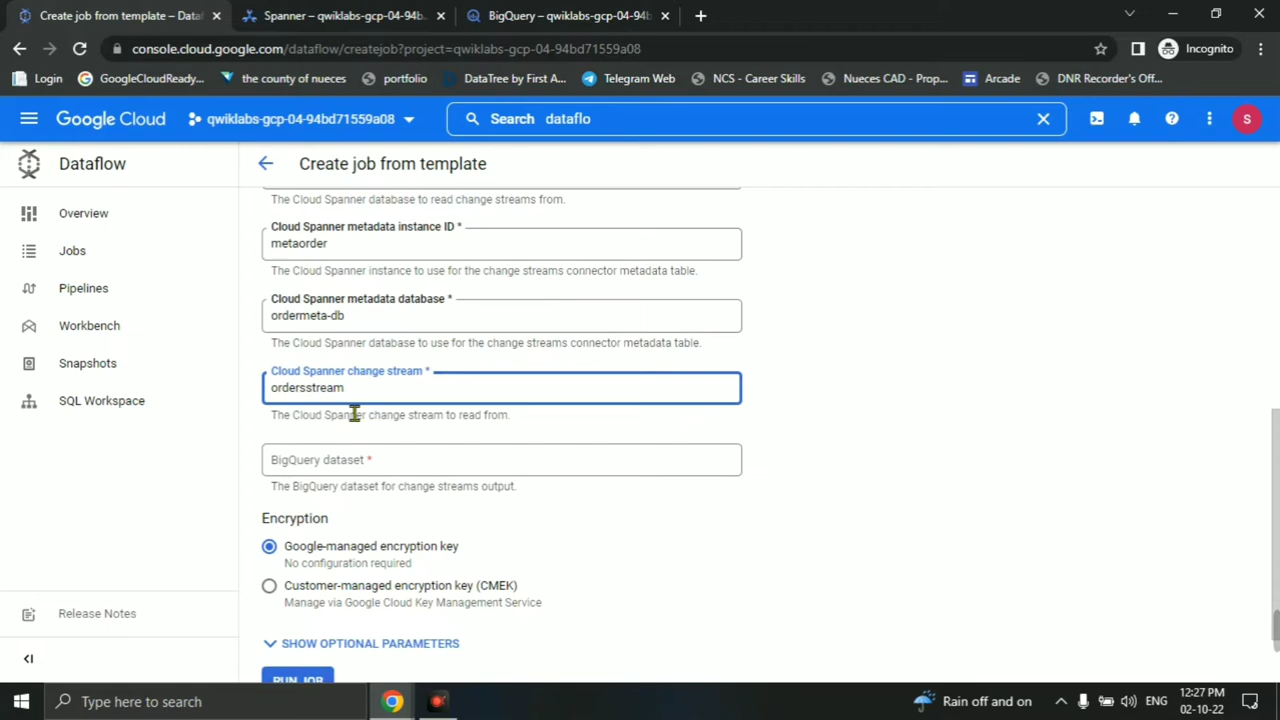 Create job from template – Data
Spanner – qwiklabs-gcp-04-94b
BigQuery – qwiklabs-gcp-04-94b
console.cloud.google.com/dataflow/createjob?project=qwiklabs-gcp-04-94bd71559a08
Incognito
Login
GoogleCloudReady...
the county of nueces
portfolio
DataTree by First A...
Telegram Web
NCS - Career Skills
Nueces CAD - Prop...
Arcade
DNR Recorder's Off...
Google Cloud
qwiklabs-gcp-04-94bd71559a08
Search dataflo
S
Dataflow
Create job from template
Overview
Jobs
Pipelines
Workbench
Snapshots
SQL Workspace
Release Notes
The Cloud Spanner database to read change streams from.
Cloud Spanner metadata instance ID *
metaorder
The Cloud Spanner instance to use for the change streams connector metadata table.
Cloud Spanner metadata database *
ordermeta-db
The Cloud Spanner database to use for the change streams connector metadata table.
Cloud Spanner change stream *
ordersstream
The Cloud Spanner change stream to read from.
BigQuery dataset *
The BigQuery dataset for change streams output.
Encryption
Google-managed encryption key
No configuration required
Customer-managed encryption key (CMEK)
Manage via Google Cloud Key Management Service
SHOW OPTIONAL PARAMETERS
RUN JOB
Type here to search
Rain off and on
ENG
12:27 PM
02-10-22